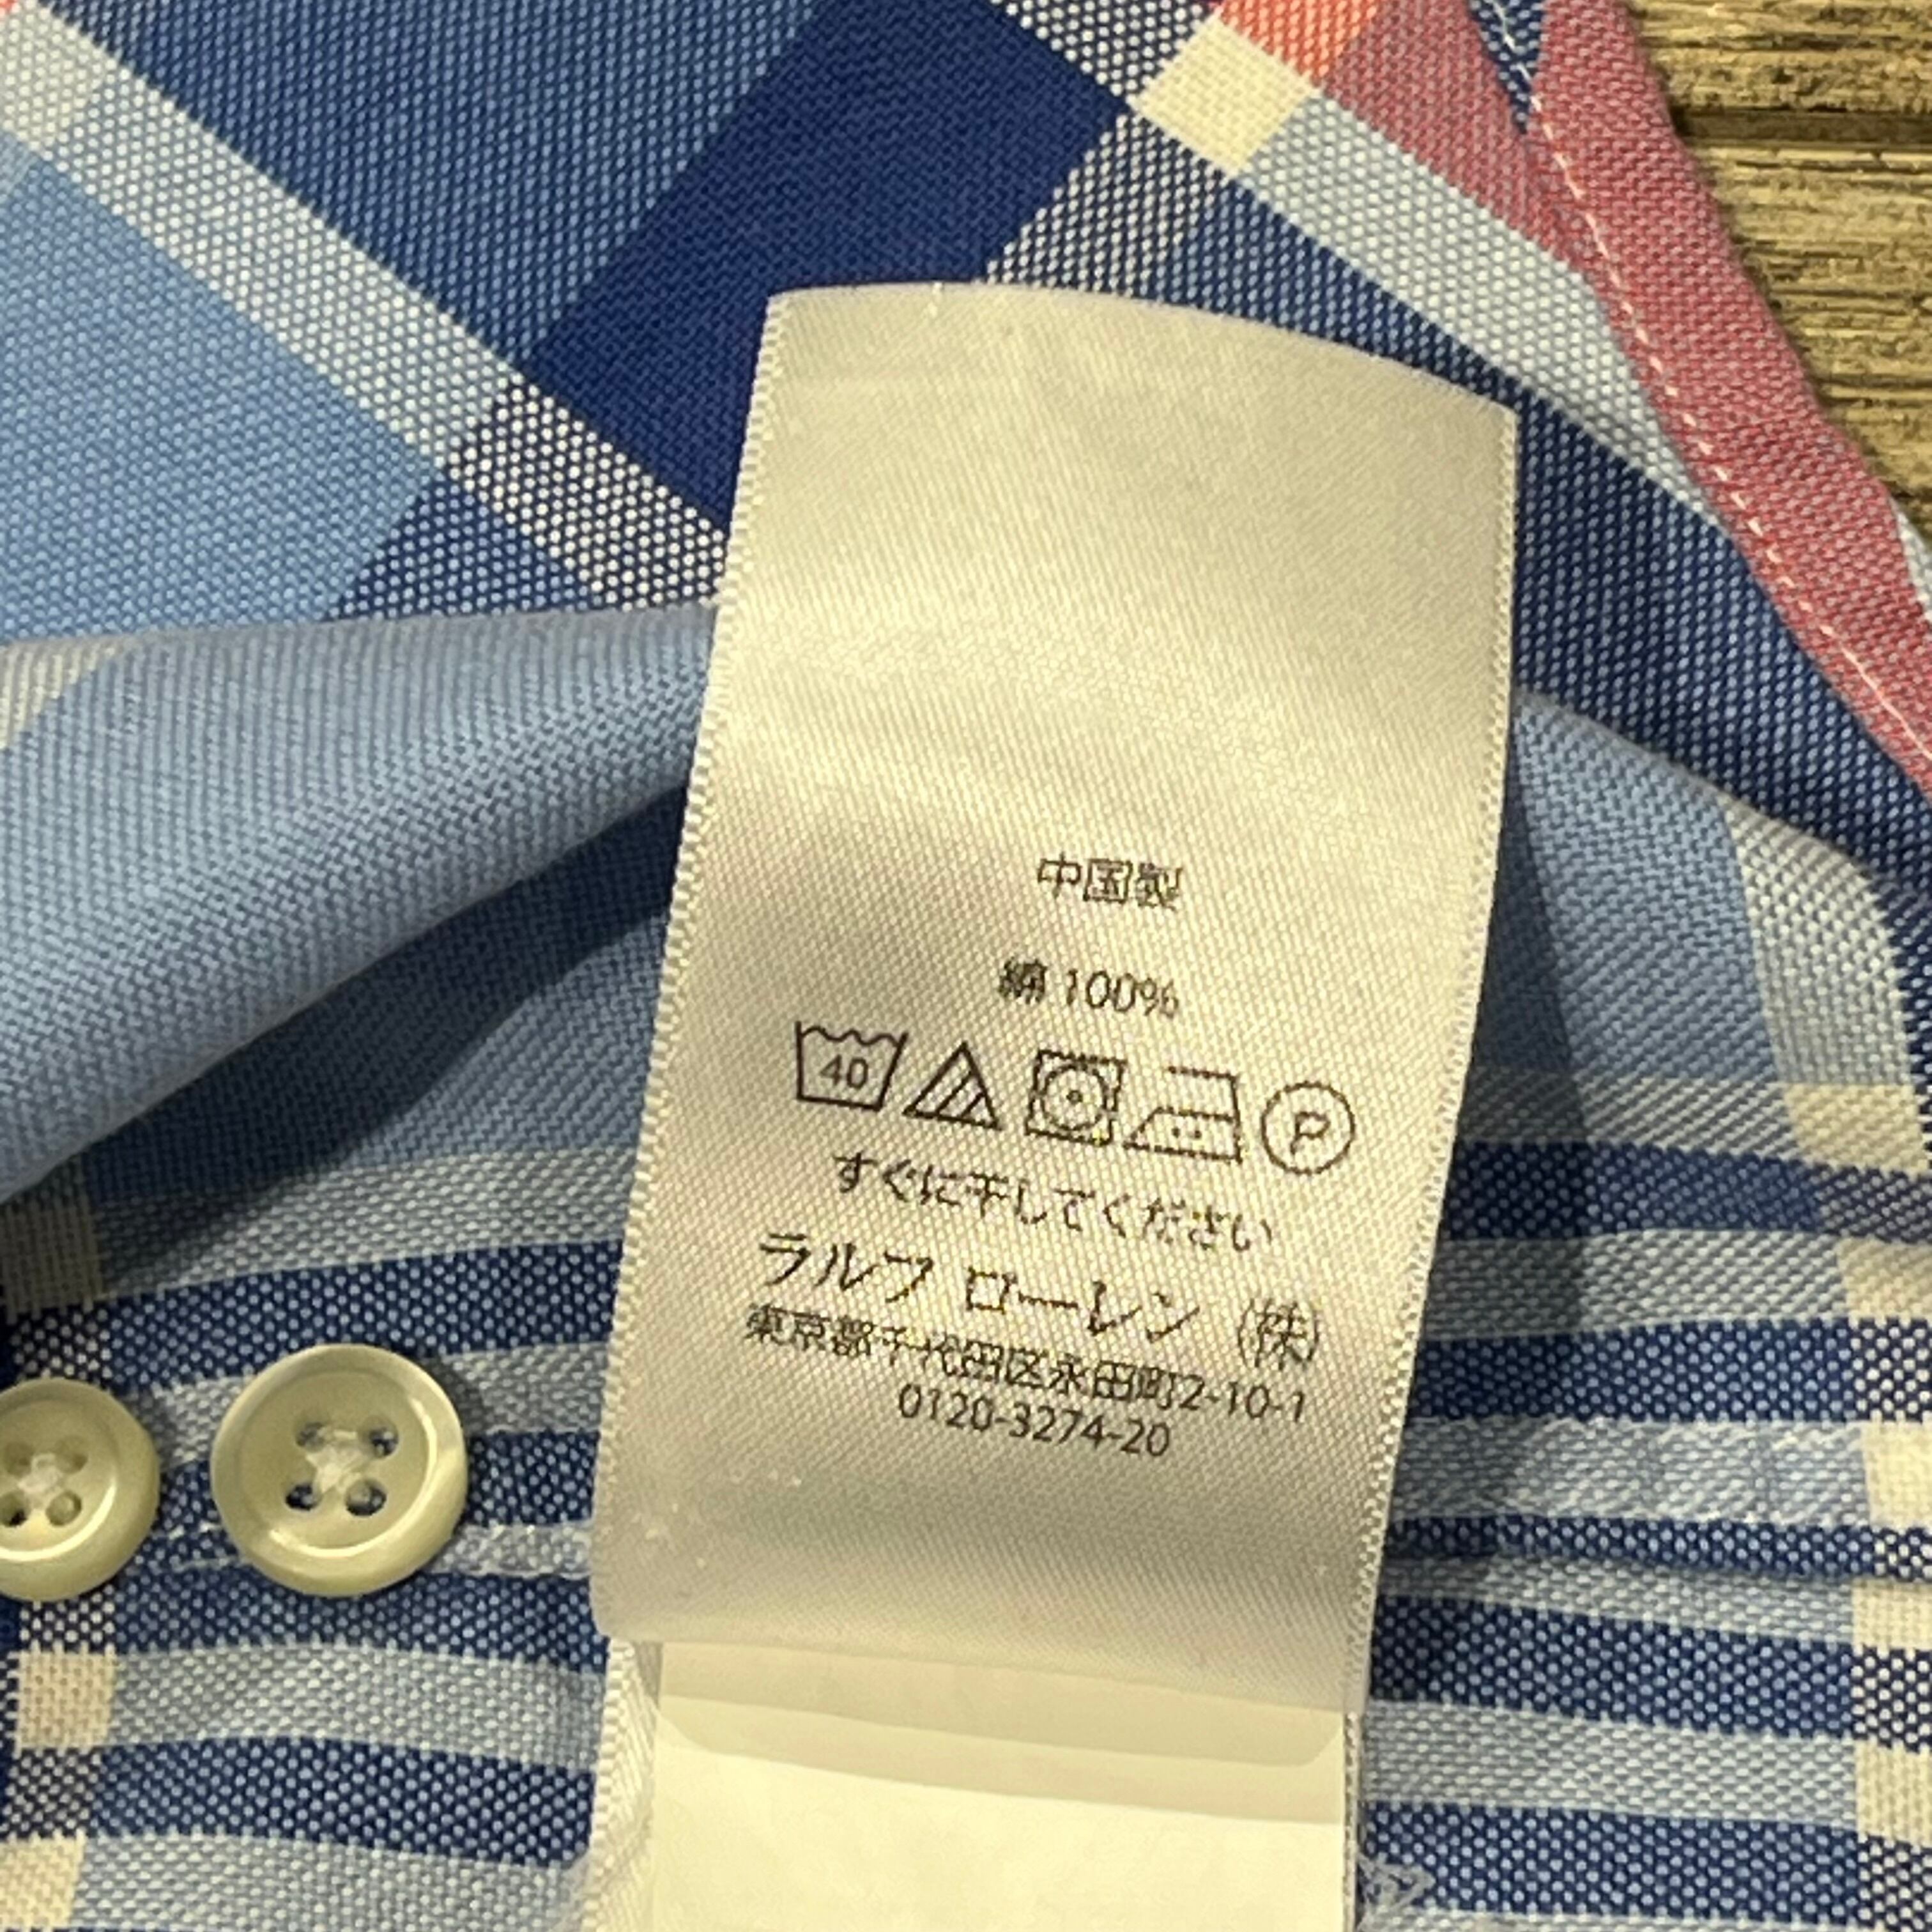 中国製
綿 100%
40 P
すぐに干してください
ラルフ ローレン (株)
東京都千代田区永田町2-10-1
0120-3274-20